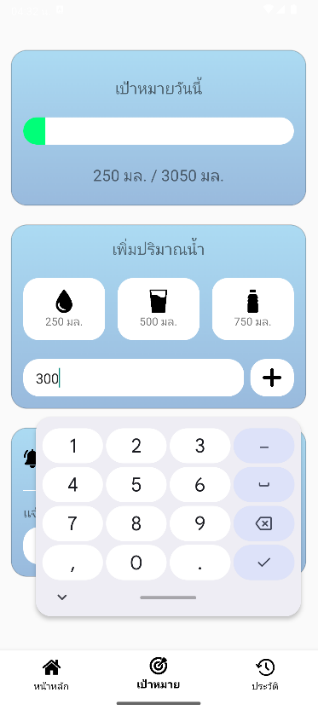 เป้าหมายวันนี้
250 มล. / 3050 มล.
เพิ่มปริมาณน้ำ
250 มล. 500 มล. 750 มล.
300
แจ้
1 2 3 –
4 5 6
7 8 9
, 0 .
หน้าหลัก เป้าหมาย ประวัติ